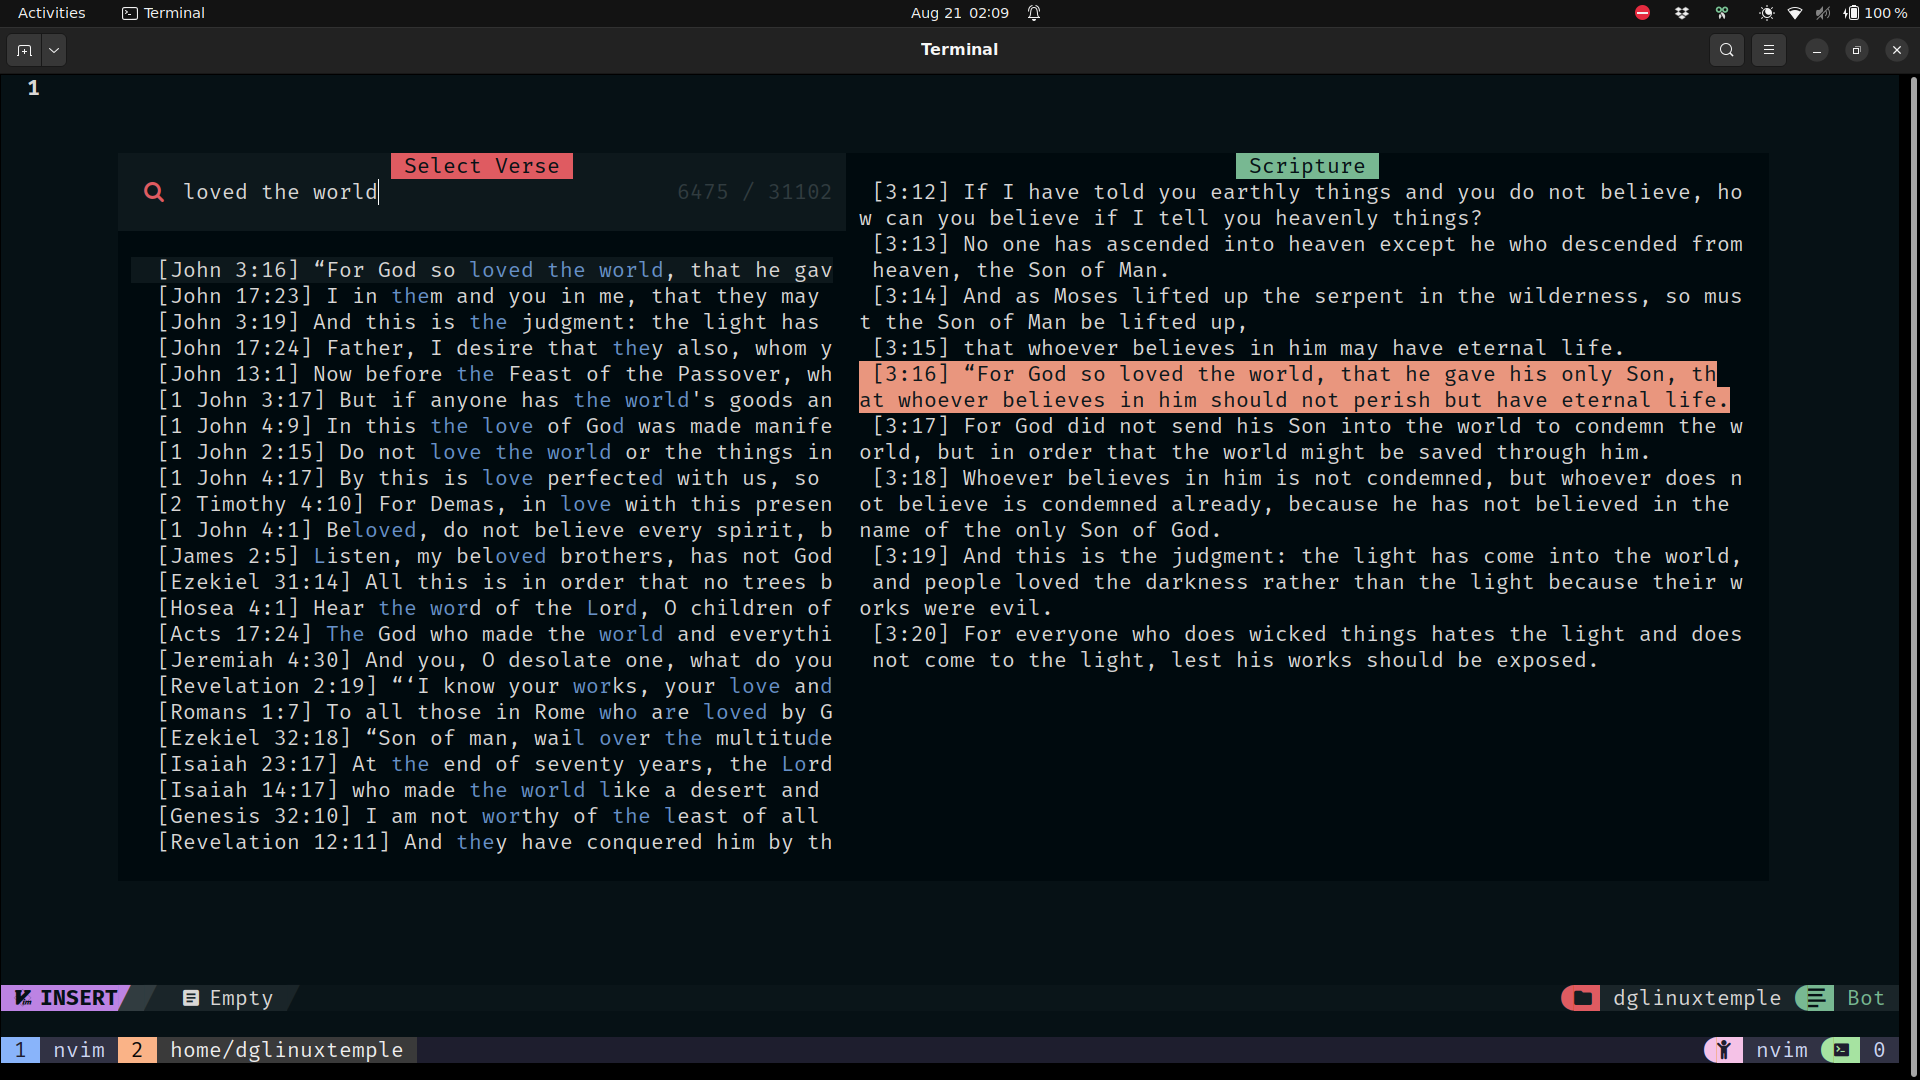 Activities Terminal Aug 21 02:09 100 %
Terminal
1
Select Verse
loved the world 6475 / 31102
[John 3:16] “For God so loved the world, that he gav
[John 17:23] I in them and you in me, that they may
[John 3:19] And this is the judgment: the light has
[John 17:24] Father, I desire that they also, whom y
[John 13:1] Now before the Feast of the Passover, wh
[1 John 3:17] But if anyone has the world's goods an
[1 John 4:9] In this the love of God was made manife
[1 John 2:15] Do not love the world or the things in
[1 John 4:17] By this is love perfected with us, so
[2 Timothy 4:10] For Demas, in love with this presen
[1 John 4:1] Beloved, do not believe every spirit, b
[James 2:5] Listen, my beloved brothers, has not God
[Ezekiel 31:14] All this is in order that no trees b
[Hosea 4:1] Hear the word of the Lord, O children of
[Acts 17:24] The God who made the world and everythi
[Jeremiah 4:30] And you, O desolate one, what do you
[Revelation 2:19] “‘I know your works, your love and
[Romans 1:7] To all those in Rome who are loved by G
[Ezekiel 32:18] “Son of man, wail over the multitude
[Isaiah 23:17] At the end of seventy years, the Lord
[Isaiah 14:17] who made the world like a desert and
[Genesis 32:10] I am not worthy of the least of all
[Revelation 12:11] And they have conquered him by th
Scripture
[3:12] If I have told you earthly things and you do not believe, ho
w can you believe if I tell you heavenly things?
[3:13] No one has ascended into heaven except he who descended from
heaven, the Son of Man.
[3:14] And as Moses lifted up the serpent in the wilderness, so mus
t the Son of Man be lifted up,
[3:15] that whoever believes in him may have eternal life.
[3:16] “For God so loved the world, that he gave his only Son, th
at whoever believes in him should not perish but have eternal life.
[3:17] For God did not send his Son into the world to condemn the w
orld, but in order that the world might be saved through him.
[3:18] Whoever believes in him is not condemned, but whoever does n
ot believe is condemned already, because he has not believed in the
name of the only Son of God.
[3:19] And this is the judgment: the light has come into the world,
and people loved the darkness rather than the light because their w
orks were evil.
[3:20] For everyone who does wicked things hates the light and does
not come to the light, lest his works should be exposed.
INSERT Empty dglinuxtemple Bot
1 nvim 2 home/dglinuxtemple nvim 0